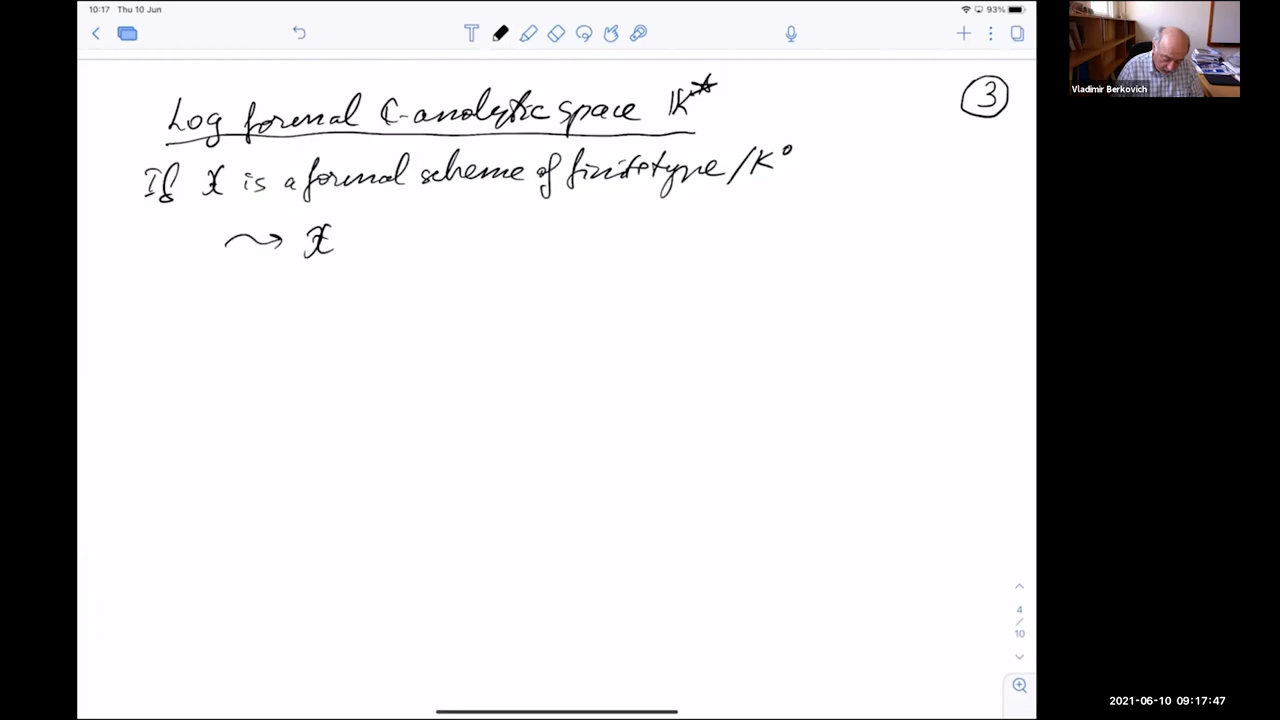 10:17 Thu 10 Jun
93%
Log formal ℂ-analytic space 𝕂*
③
If 𝔛 is a formal scheme of finite type / K°
⇝ 𝔛
Vladimir Berkovich
4
/
10
2021-06-10 09:17:47